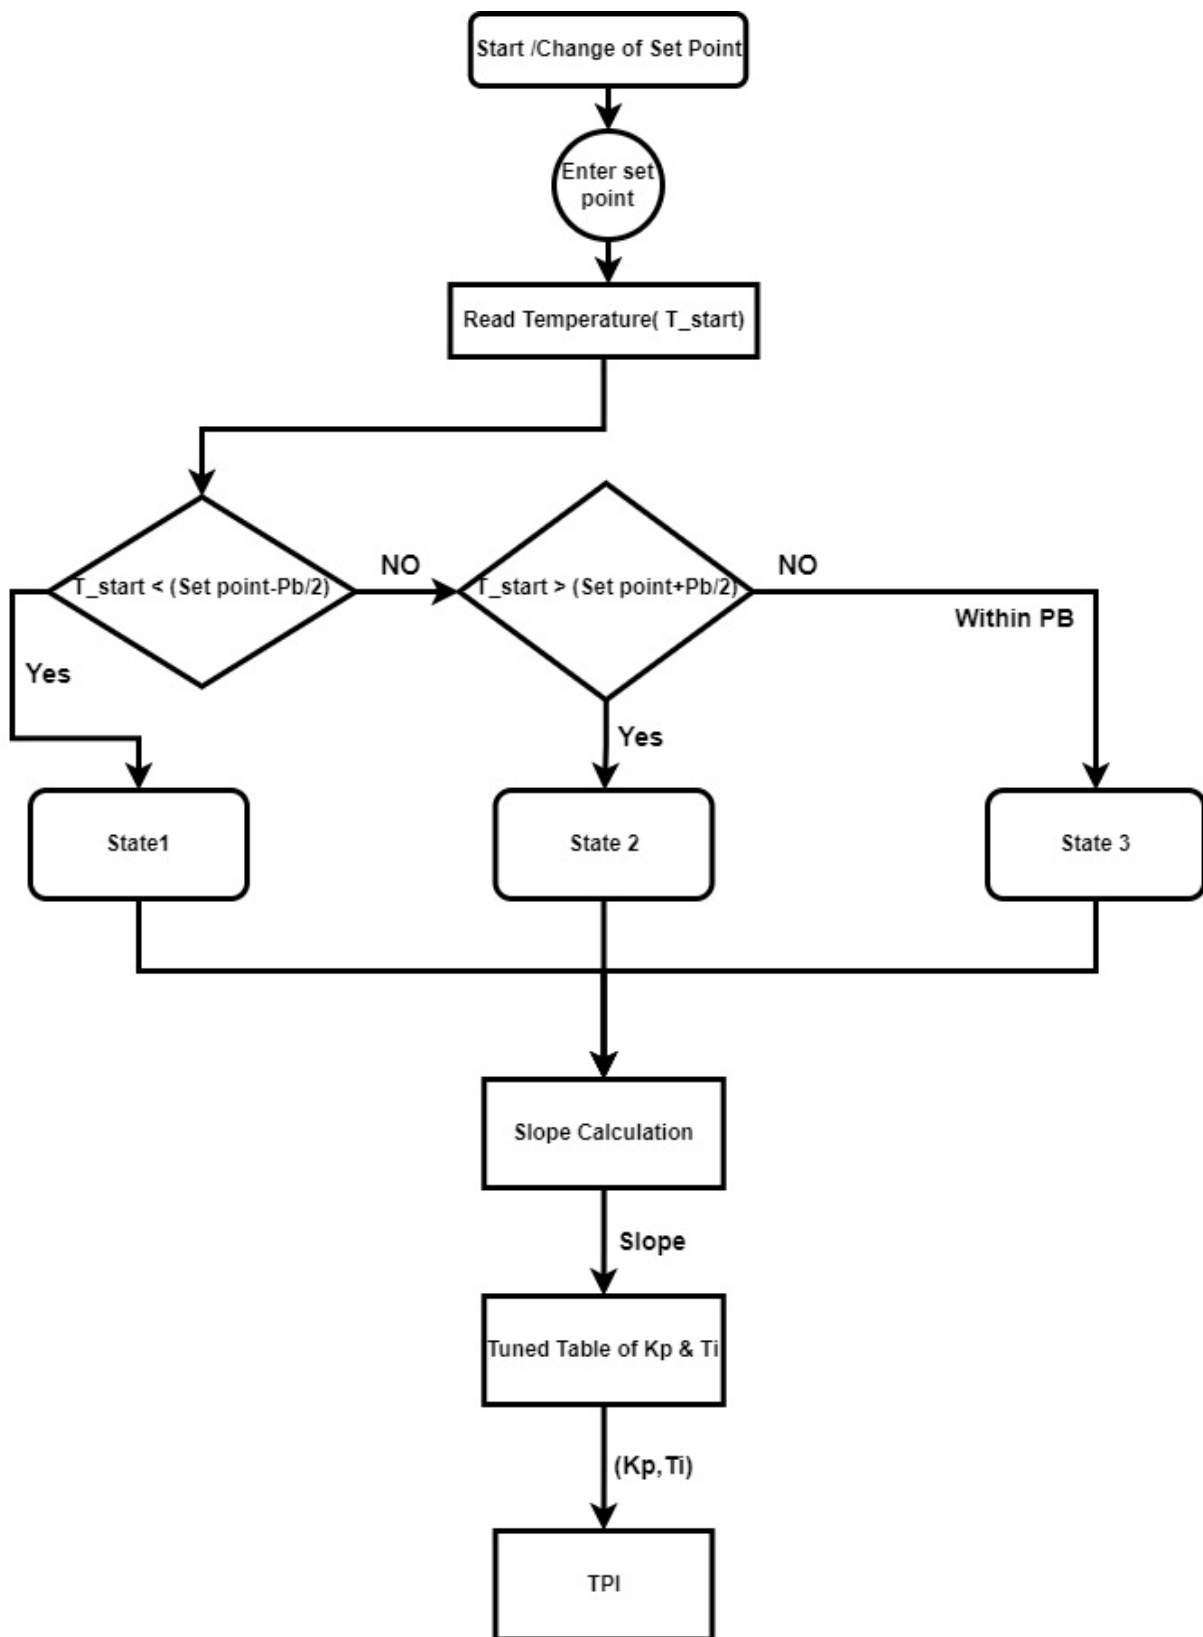 Start /Change of Set Point
Enter set
point
Read Temperature( T_start)
T_start < (Set point-Pb/2)
NO
T_start > (Set point+Pb/2)
NO
Within PB
Yes
Yes
State1
State 2
State 3
Slope Calculation
Slope
Tuned Table of Kp & Ti
(Kp,Ti)
TPI